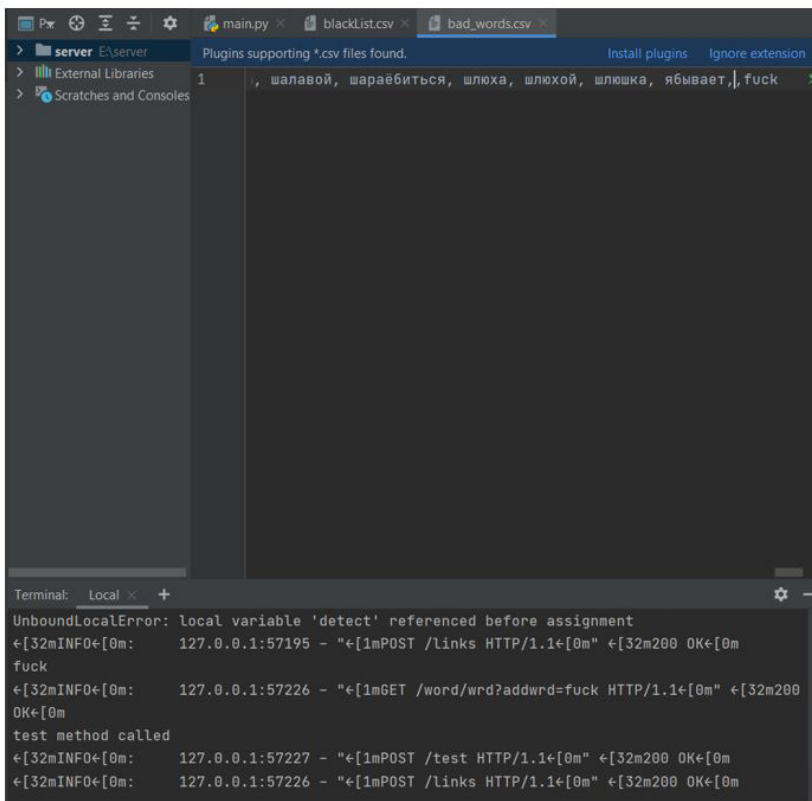 Pr
main.py
blackList.csv
bad_words.csv
server E:\server
Plugins supporting *.csv files found. Install plugins Ignore extension
External Libraries
Scratches and Consoles
1 , шалавой, шараёбиться, шлюха, шлюхой, шлюшка, ябывает,,fuck
Terminal: Local × +
UnboundLocalError: local variable 'detect' referenced before assignment
←[32mINFO←[0m: 127.0.0.1:57195 - "←[1mPOST /links HTTP/1.1←[0m" ←[32m200 OK←[0m
fuck
←[32mINFO←[0m: 127.0.0.1:57226 - "←[1mGET /word/wrd?addwrd=fuck HTTP/1.1←[0m" ←[32m200
OK←[0m
test method called
←[32mINFO←[0m: 127.0.0.1:57227 - "←[1mPOST /test HTTP/1.1←[0m" ←[32m200 OK←[0m
←[32mINFO←[0m: 127.0.0.1:57226 - "←[1mPOST /links HTTP/1.1←[0m" ←[32m200 OK←[0m